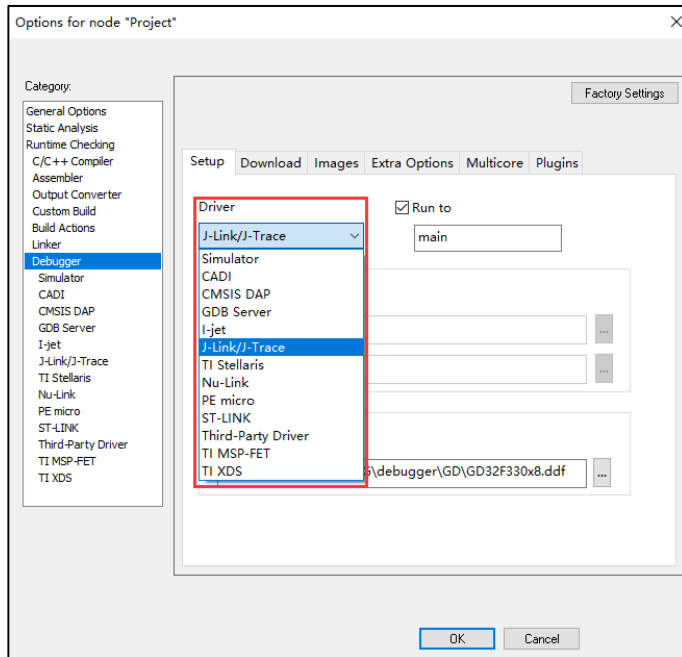 Options for node "Project"
Category:
General Options
Static Analysis
Runtime Checking
C/C++ Compiler
Assembler
Output Converter
Custom Build
Build Actions
Linker
Debugger
Simulator
CADI
CMSIS DAP
GDB Server
I-jet
J-Link/J-Trace
TI Stellaris
Nu-Link
PE micro
ST-LINK
Third-Party Driver
TI MSP-FET
TI XDS
Factory Settings
Setup Download Images Extra Options Multicore Plugins
Driver
Run to
J-Link/J-Trace
main
Simulator
CADI
CMSIS DAP
GDB Server
I-jet
J-Link/J-Trace
TI Stellaris
Nu-Link
PE micro
ST-LINK
Third-Party Driver
TI MSP-FET
TI XDS
...
...
\debugger\GD\GD32F330x8.ddf
...
OK Cancel